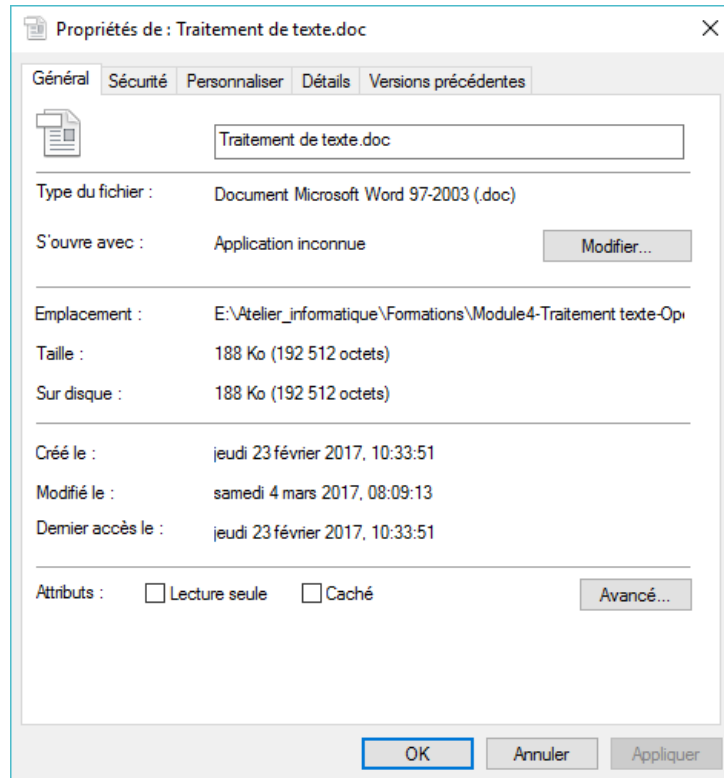 Propriétés de : Traitement de texte.doc
Général Sécurité Personnaliser Détails Versions précédentes
Traitement de texte.doc
Type du fichier : Document Microsoft Word 97-2003 (.doc)
S'ouvre avec : Application inconnue Modifier...
Emplacement : E:\Atelier_informatique\Formations\Module4-Traitement texte-Ope
Taille : 188 Ko (192 512 octets)
Sur disque : 188 Ko (192 512 octets)
Créé le : jeudi 23 février 2017, 10:33:51
Modifié le : samedi 4 mars 2017, 08:09:13
Dernier accès le : jeudi 23 février 2017, 10:33:51
Attributs : Lecture seule Caché Avancé...
OK Annuler Appliquer